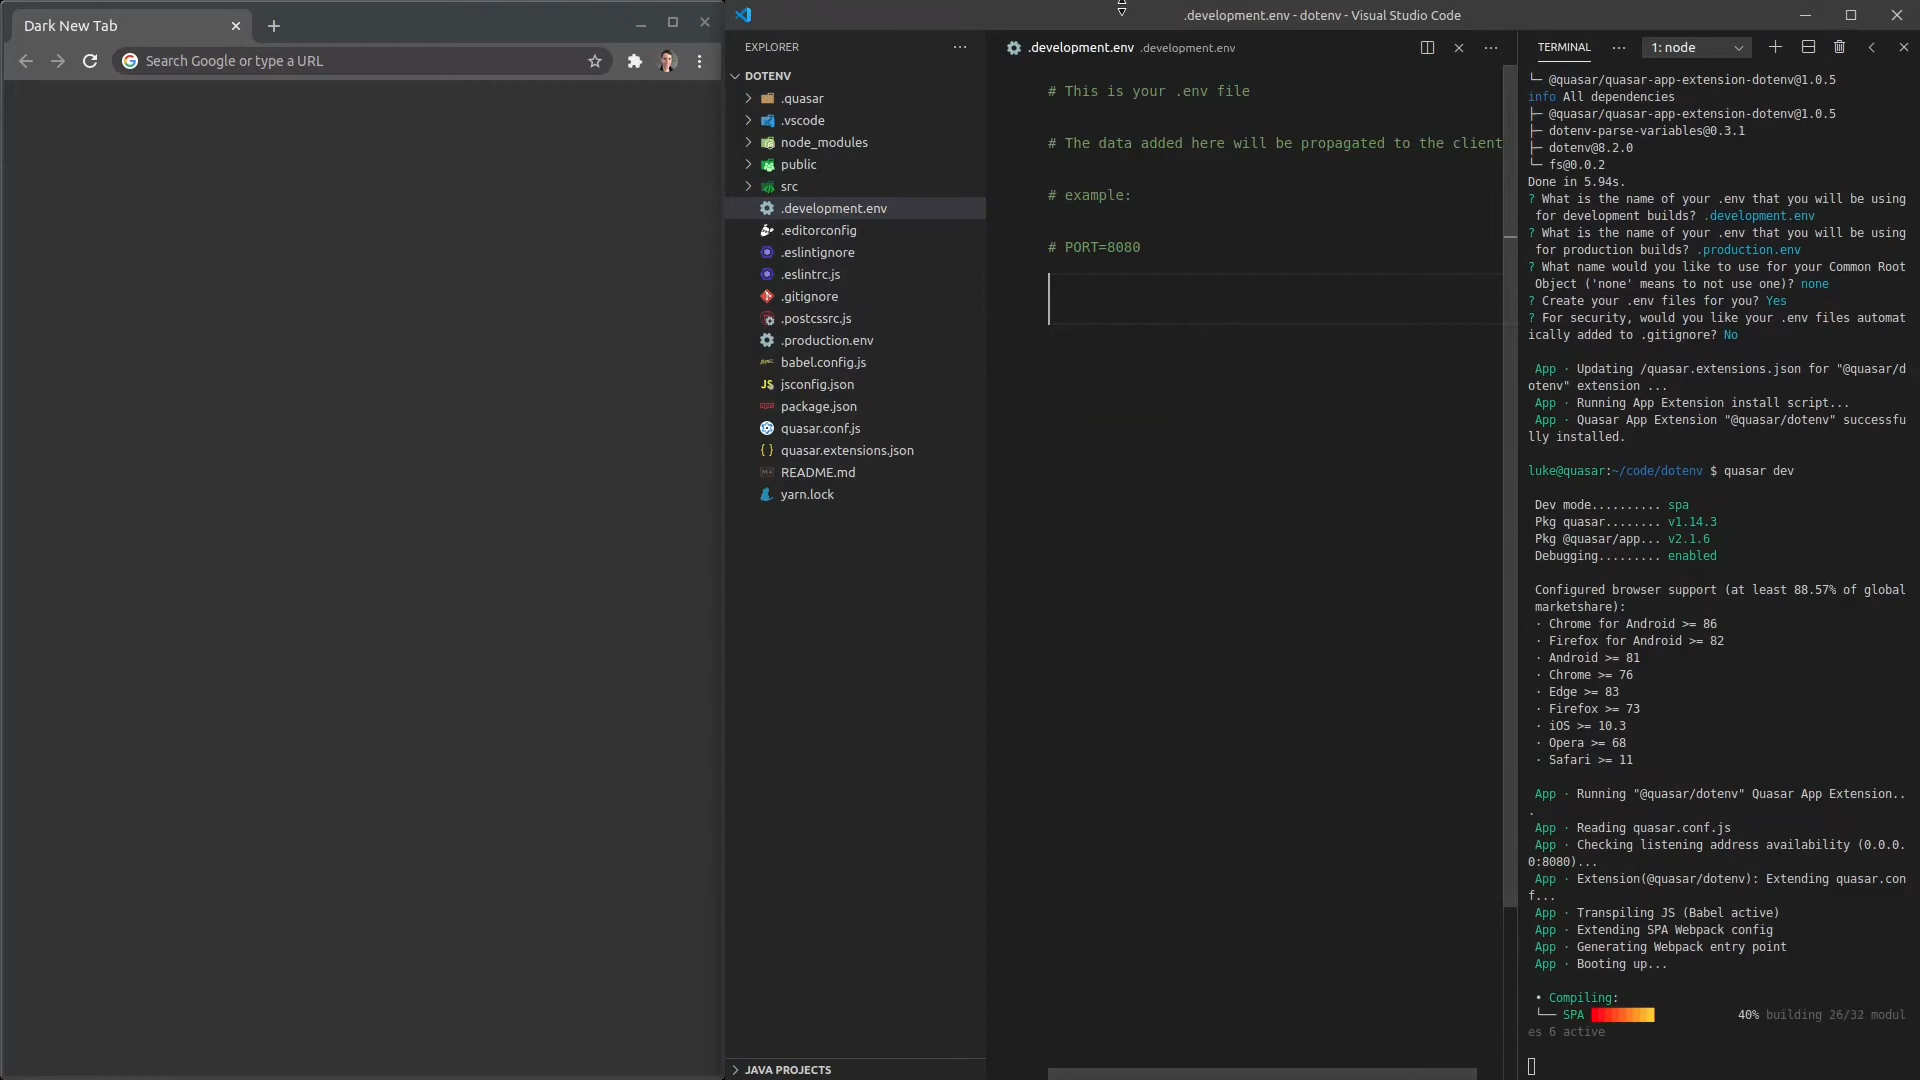 Dark New Tab
Search Google or type a URL
.development.env - dotenv - Visual Studio Code
EXPLORER
DOTENV
.quasar
.vscode
node_modules
public
src
.development.env
.editorconfig
.eslintignore
.eslintrc.js
.gitignore
.postcssrc.js
.production.env
babel.config.js
jsconfig.json
package.json
quasar.conf.js
quasar.extensions.json
README.md
yarn.lock
JAVA PROJECTS
.development.env .development.env
# This is your .env file
# The data added here will be propagated to the client
# example:
# PORT=8080
TERMINAL
1: node
└─ @quasar/quasar-app-extension-dotenv@1.0.5
info All dependencies
├─ @quasar/quasar-app-extension-dotenv@1.0.5
├─ dotenv-parse-variables@0.3.1
├─ dotenv@8.2.0
└─ fs@0.0.2
Done in 5.94s.
? What is the name of your .env that you will be using
for development builds? .development.env
? What is the name of your .env that you will be using
for production builds? .production.env
? What name would you like to use for your Common Root
Object ('none' means to not use one)? none
? Create your .env files for you? Yes
? For security, would you like your .env files automat
ically added to .gitignore? No
App · Updating /quasar.extensions.json for "@quasar/d
otenv" extension ...
App · Running App Extension install script...
App · Quasar App Extension "@quasar/dotenv" successfu
lly installed.
luke@quasar:~/code/dotenv $ quasar dev
Dev mode.......... spa
Pkg quasar........ v1.14.3
Pkg @quasar/app... v2.1.6
Debugging......... enabled
Configured browser support (at least 88.57% of global
marketshare):
· Chrome for Android >= 86
· Firefox for Android >= 82
· Android >= 81
· Chrome >= 76
· Edge >= 83
· Firefox >= 73
· iOS >= 10.3
· Opera >= 68
· Safari >= 11
App · Running "@quasar/dotenv" Quasar App Extension..
.
App · Reading quasar.conf.js
App · Checking listening address availability (0.0.0.
0:8080)...
App · Extension(@quasar/dotenv): Extending quasar.con
f...
App · Transpiling JS (Babel active)
App · Extending SPA Webpack config
App · Generating Webpack entry point
App · Booting up...
• Compiling:
└── SPA 40% building 26/32 modul
es 6 active